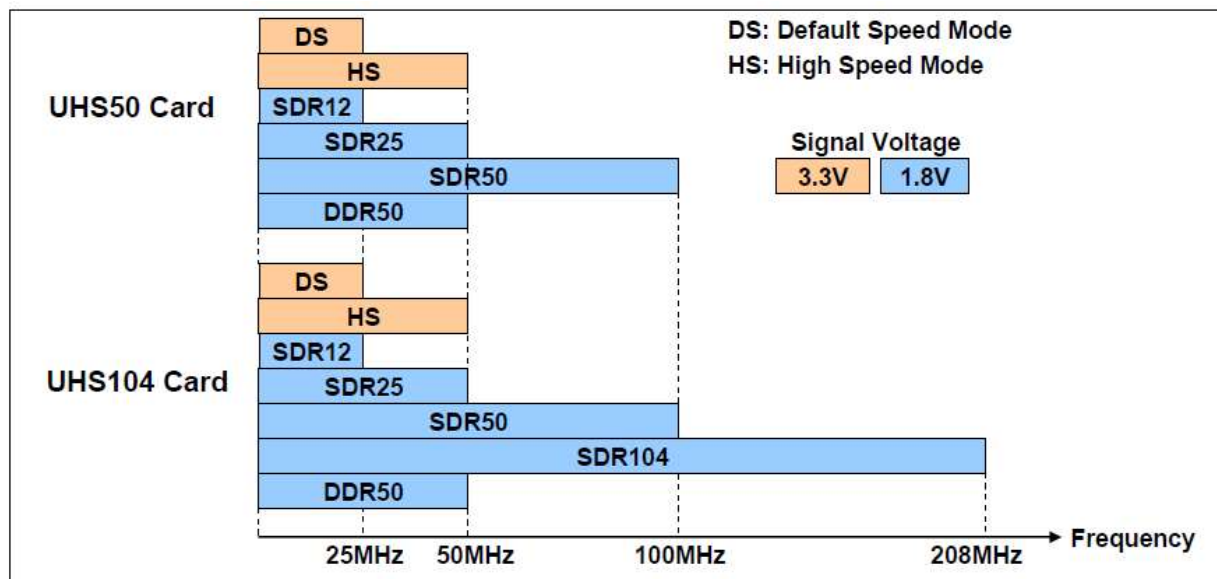 DS
HS
UHS50 Card
SDR12
SDR25
SDR50
DDR50
DS: Default Speed Mode
HS: High Speed Mode
Signal Voltage
3.3V 1.8V
DS
HS
SDR12
UHS104 Card
SDR25
SDR50
SDR104
DDR50
25MHz 50MHz 100MHz 208MHz
Frequency